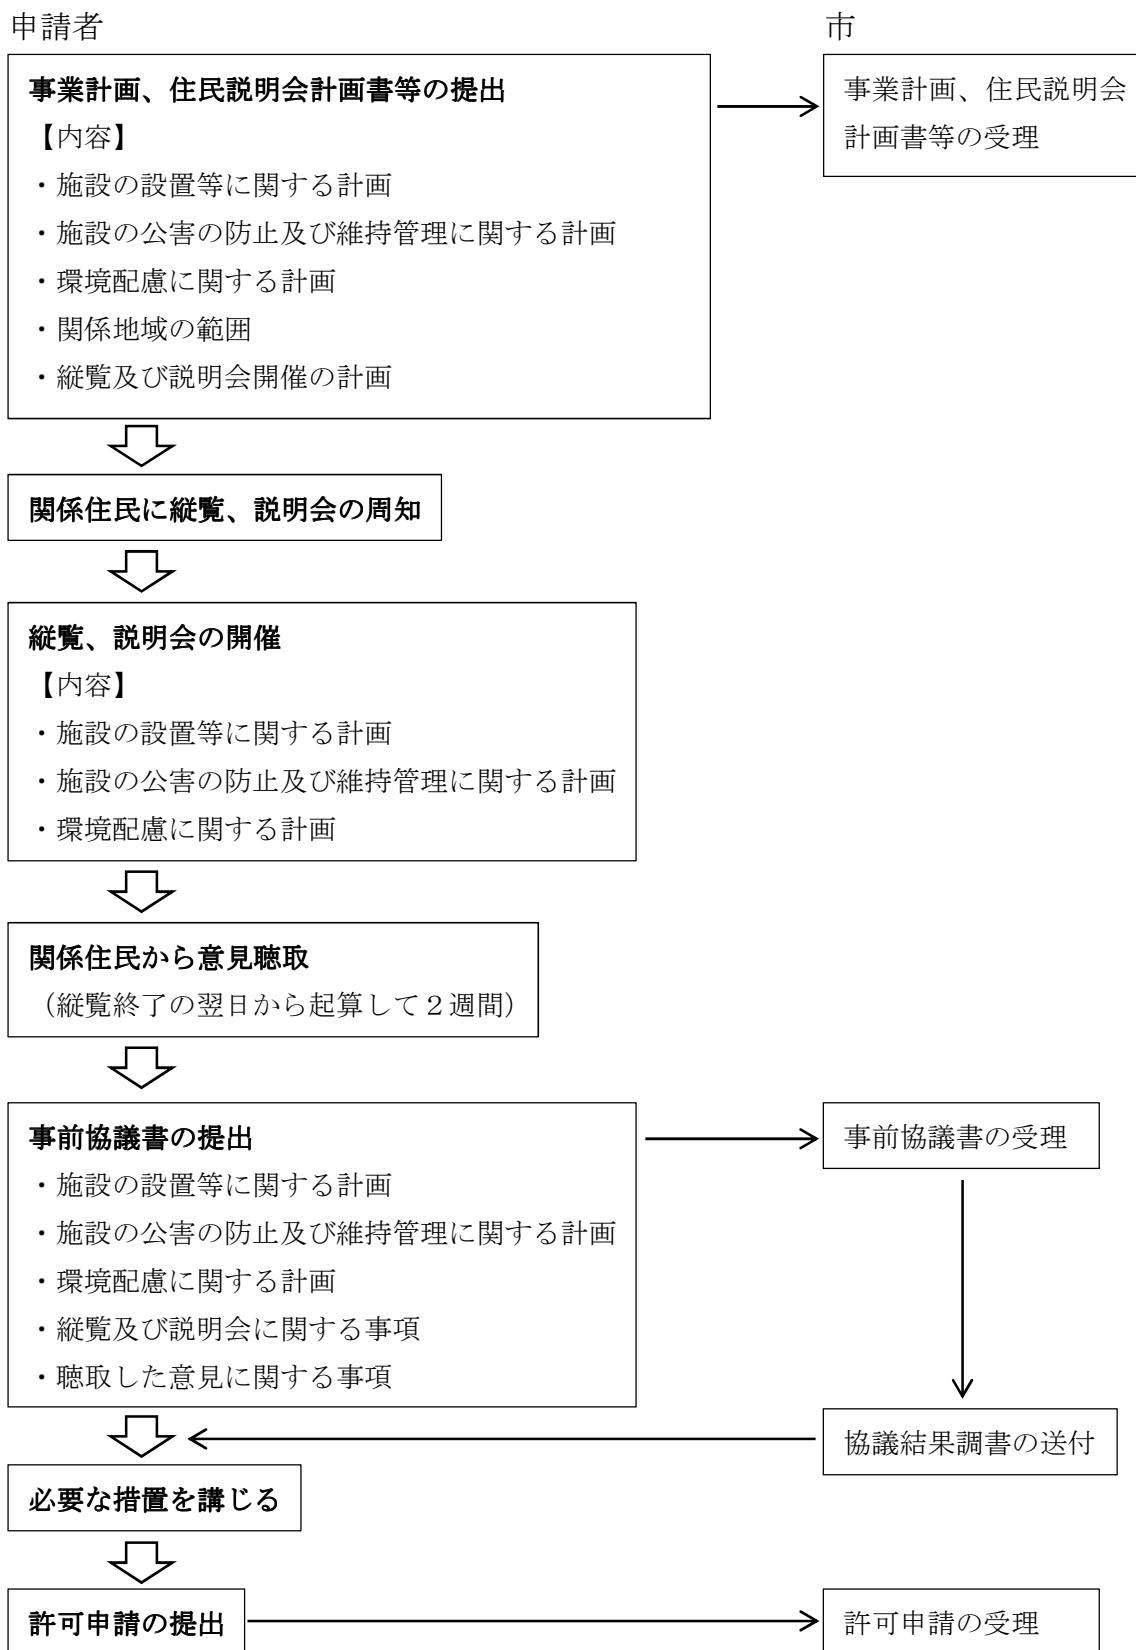 申請者
市
事業計画、住民説明会計画書等の提出
【内容】
・施設の設置等に関する計画
・施設の公害の防止及び維持管理に関する計画
・環境配慮に関する計画
・関係地域の範囲
・縦覧及び説明会開催の計画
事業計画、住民説明会
計画書等の受理
関係住民に縦覧、説明会の周知
縦覧、説明会の開催
【内容】
・施設の設置等に関する計画
・施設の公害の防止及び維持管理に関する計画
・環境配慮に関する計画
関係住民から意見聴取
（縦覧終了の翌日から起算して２週間）
事前協議書の提出
・施設の設置等に関する計画
・施設の公害の防止及び維持管理に関する計画
・環境配慮に関する計画
・縦覧及び説明会に関する事項
・聴取した意見に関する事項
事前協議書の受理
協議結果調書の送付
必要な措置を講じる
許可申請の提出
許可申請の受理